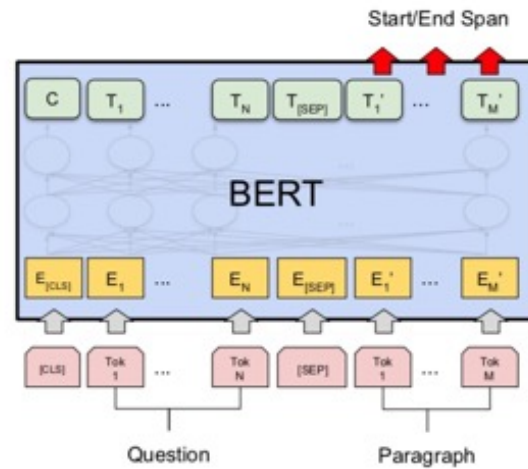 Start/End Span
C T1 ... TN T[SEP] T1' ... TM'
BERT
E[CLS] E1 ... EN E[SEP] E1' ... EM'
[CLS] Tok 1 ... Tok N [SEP] Tok 1 ... Tok M
Question Paragraph